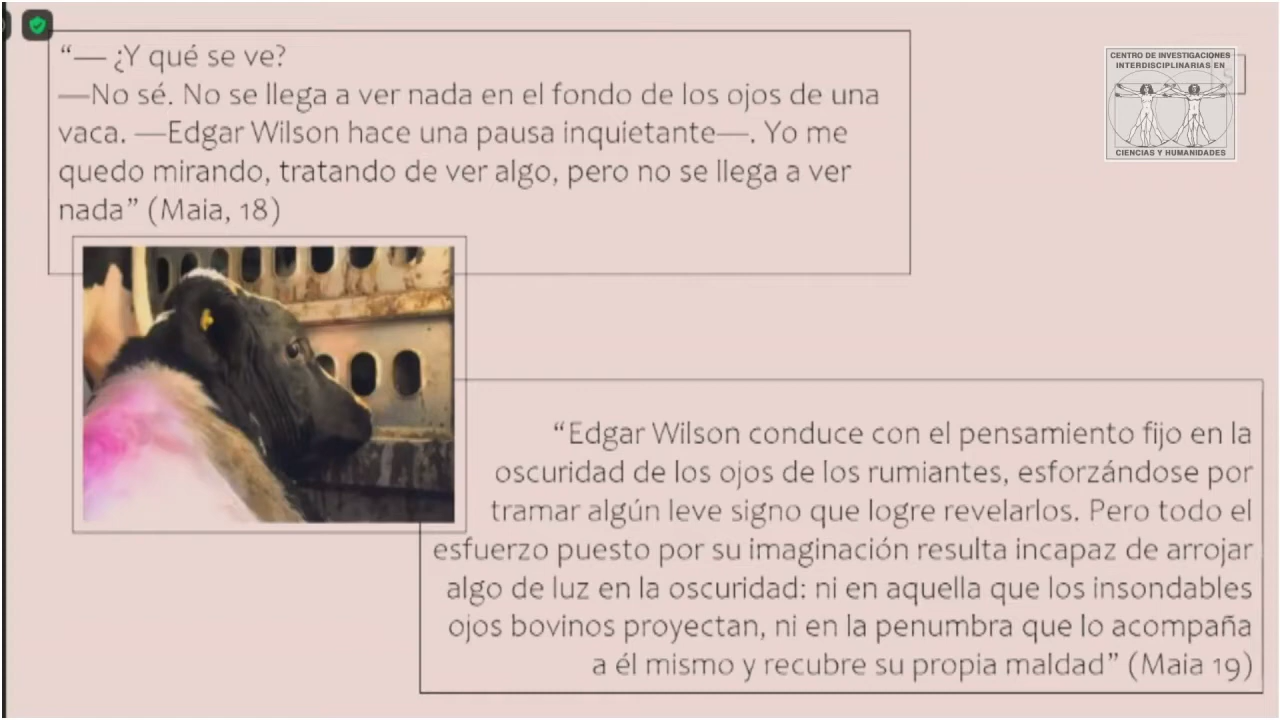 “— ¿Y qué se ve?
—No sé. No se llega a ver nada en el fondo de los ojos de una
vaca. —Edgar Wilson hace una pausa inquietante—. Yo me
quedo mirando, tratando de ver algo, pero no se llega a ver
nada” (Maia, 18)
CENTRO DE INVESTIGACIONES
INTERDISCIPLINARIAS EN
CIENCIAS Y HUMANIDADES
“Edgar Wilson conduce con el pensamiento fijo en la
oscuridad de los ojos de los rumiantes, esforzándose por
tramar algún leve signo que logre revelarlos. Pero todo el
esfuerzo puesto por su imaginación resulta incapaz de arrojar
algo de luz en la oscuridad: ni en aquella que los insondables
ojos bovinos proyectan, ni en la penumbra que lo acompaña
a él mismo y recubre su propia maldad” (Maia 19)